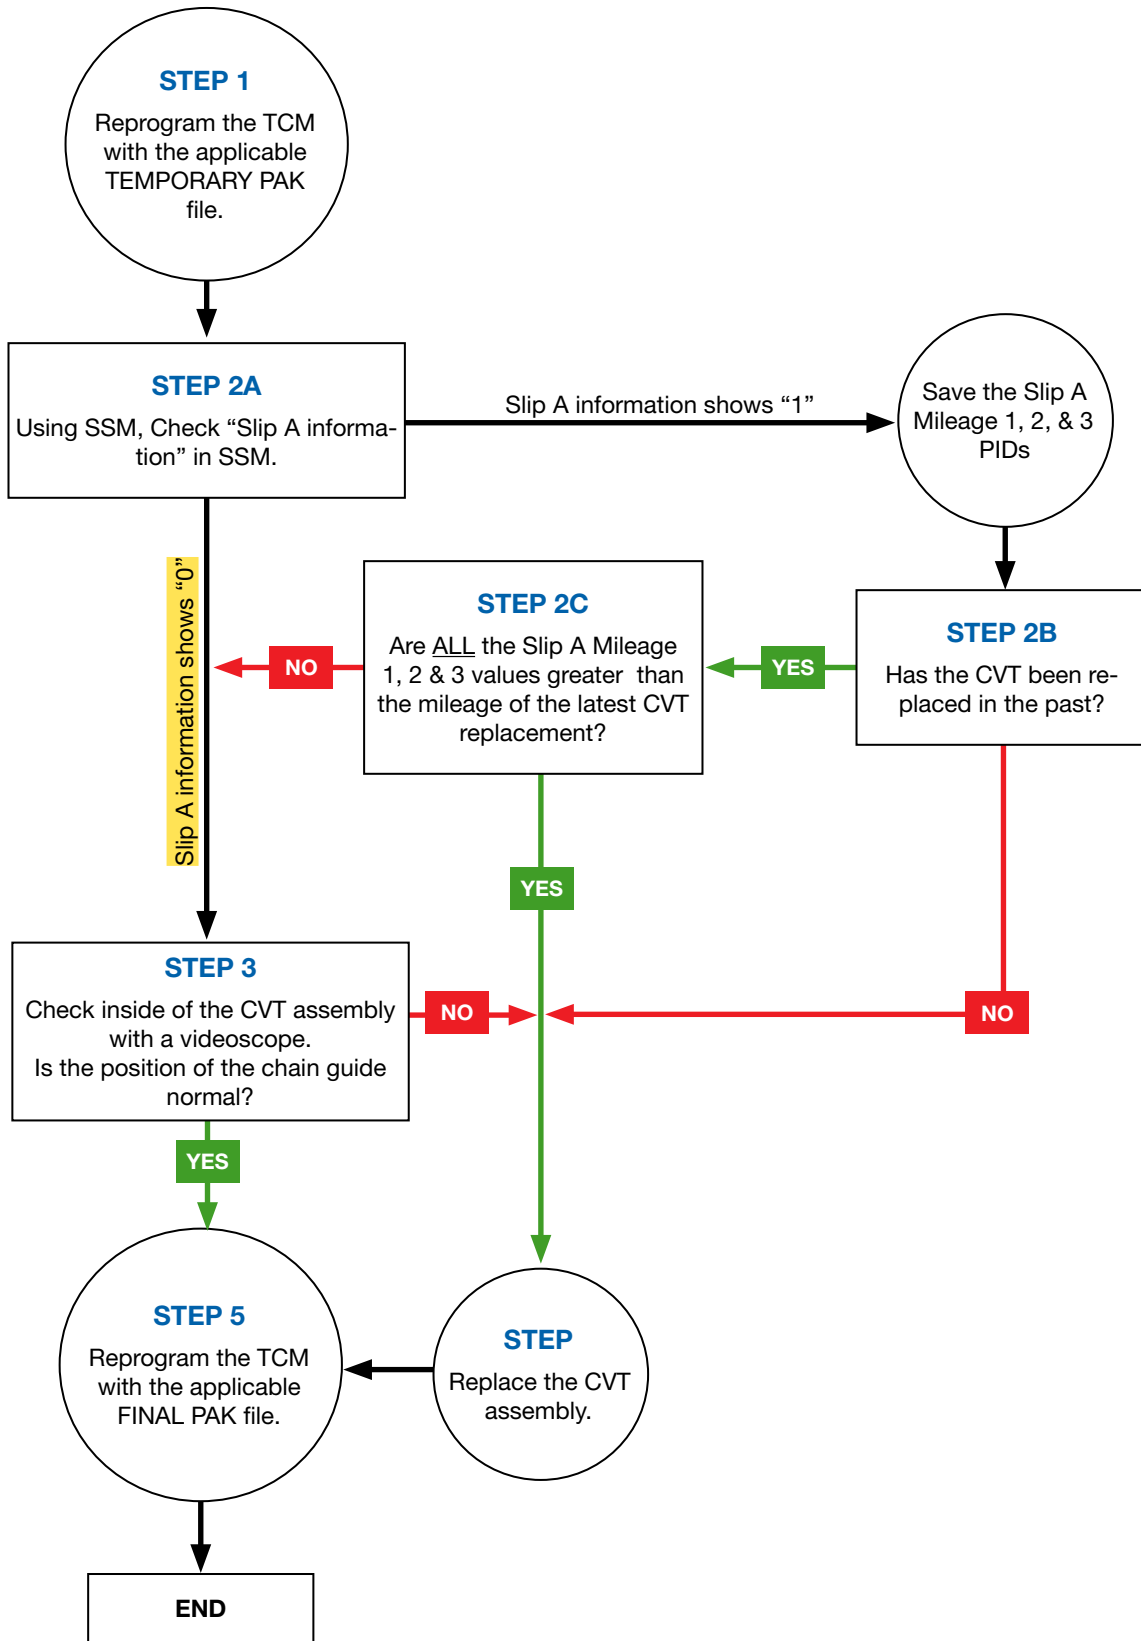 STEP 1
Reprogram the TCM
with the applicable
TEMPORARY PAK
file.
STEP 2A
Using SSM, Check “Slip A informa-
tion” in SSM.
Slip A information shows “1”
Save the Slip A
Mileage 1, 2, & 3
PIDs
Slip A information shows “0”
STEP 2C
Are ALL the Slip A Mileage
1, 2 & 3 values greater than
the mileage of the latest CVT
replacement?
NO
YES
STEP 2B
Has the CVT been re-
placed in the past?
YES
STEP 3
Check inside of the CVT assembly
with a videoscope.
Is the position of the chain guide
normal?
NO
NO
YES
STEP 5
Reprogram the TCM
with the applicable
FINAL PAK file.
STEP
Replace the CVT
assembly.
END